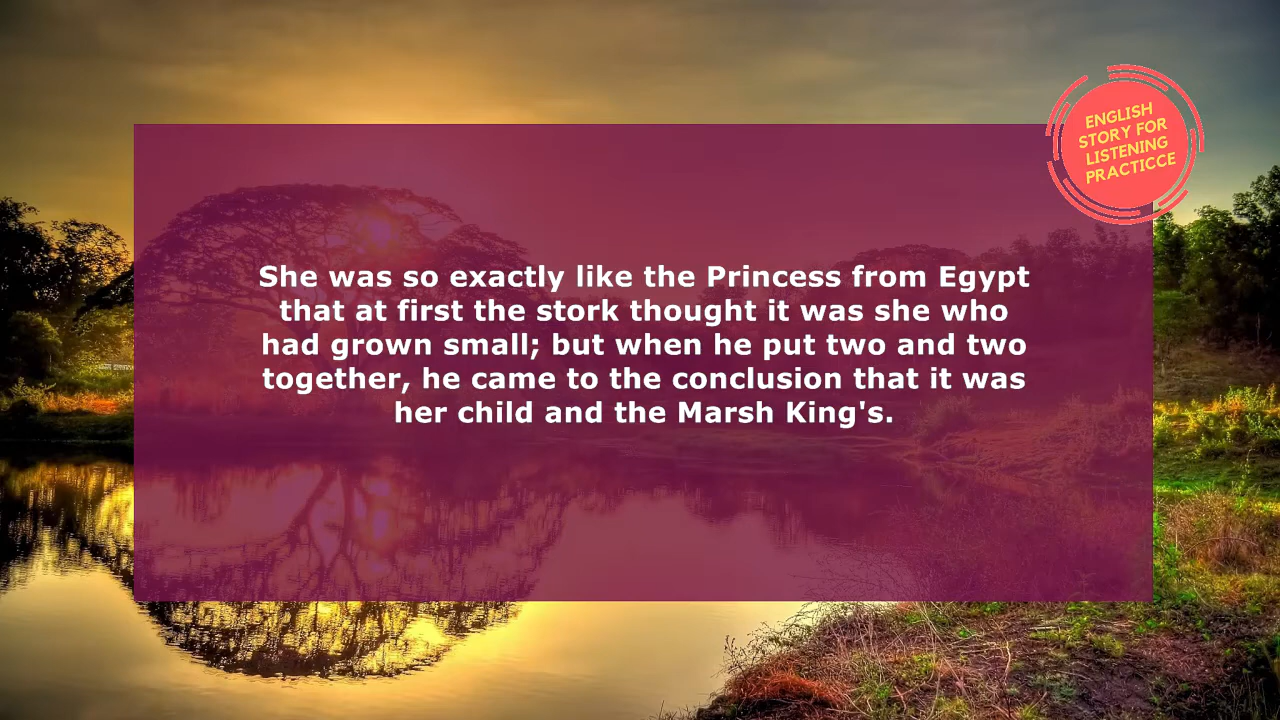 ENGLISH
STORY FOR
LISTENING
PRACTICCE
She was so exactly like the Princess from Egypt
that at first the stork thought it was she who
had grown small; but when he put two and two
together, he came to the conclusion that it was
her child and the Marsh King's.